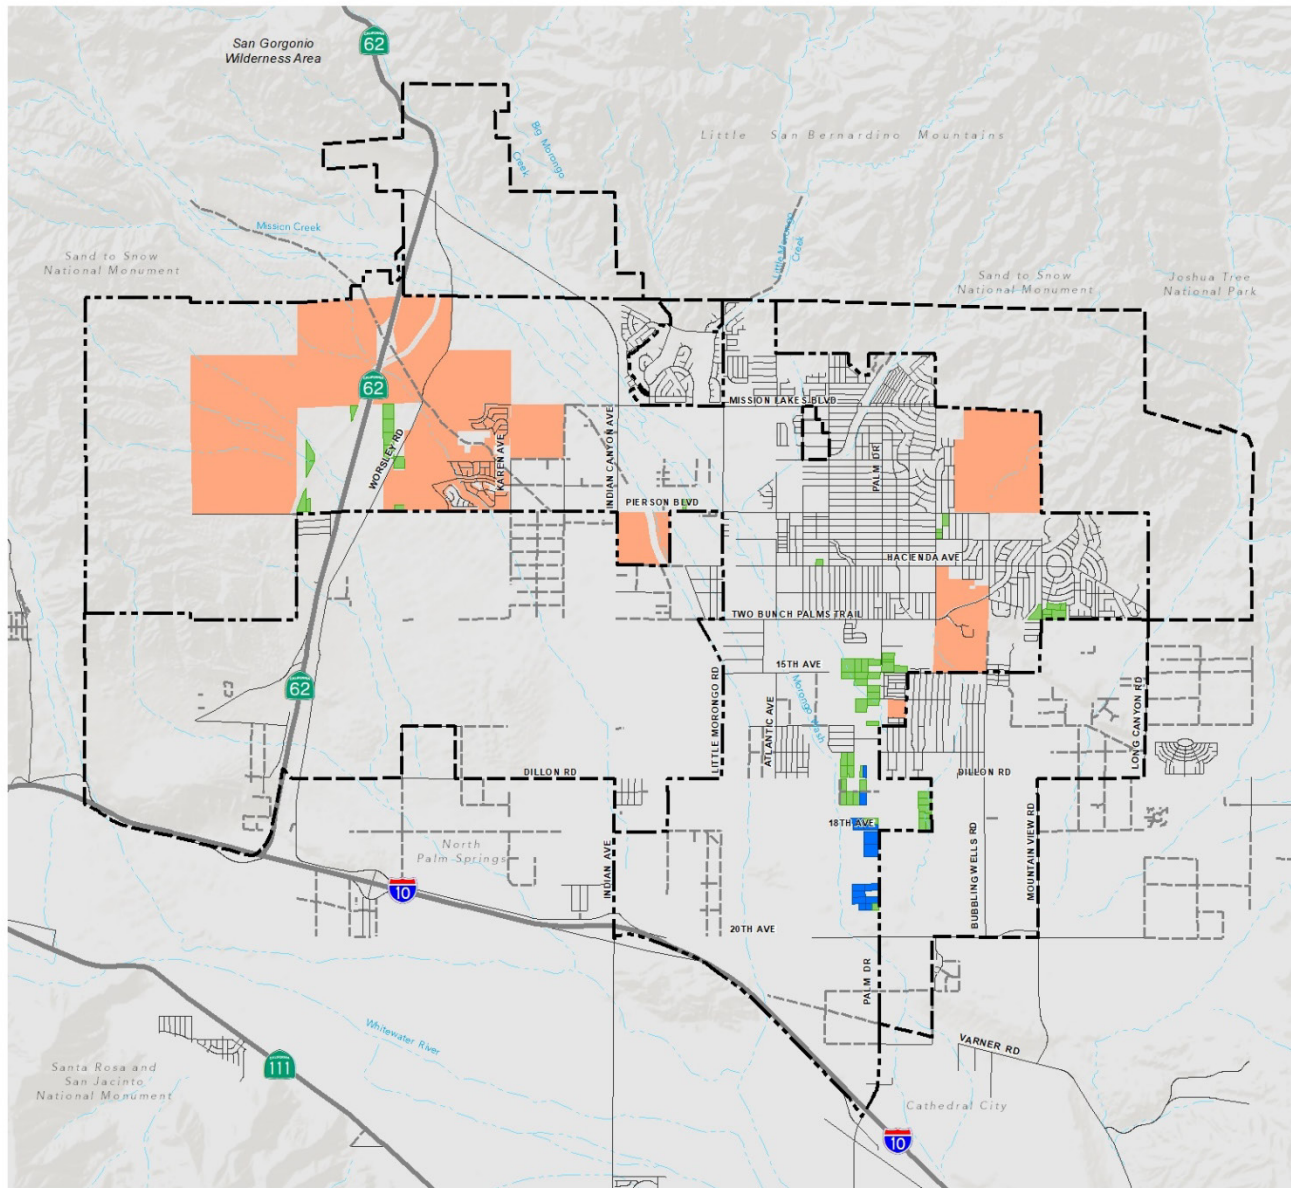 CALIFORNIA
62
San Gorgonio
Wilderness Area
Big Morongo
Creek
Little San Bernardino Mountains
Mission Creek
Little Morongo
Creek
Sand to Snow
National Monument
Sand to Snow
National Monument
Joshua Tree
National Park
CALIFORNIA
62
MISSION LAKES BLVD
WORSLEY RD
KAREN AVE
INDIAN CANYON AVE
PALM DR
PIERSON BLVD
HACIENDA AVE
TWO BUNCH PALMS TRAIL
15TH AVE
CALIFORNIA
62
LITTLE MORONGO RD
ATLANTIC AVE
Morongo Wash
LONG CANYON RD
DILLON RD
DILLON RD
18TH AVE
North
Palm Springs
INDIAN AVE
BUBBLING WELLS RD
MOUNTAIN VIEW RD
10
20TH AVE
PALM DR
Whitewater River
VARNER RD
CALIFORNIA
111
Santa Rosa and
San Jacinto
National Monument
Cathedral City
10